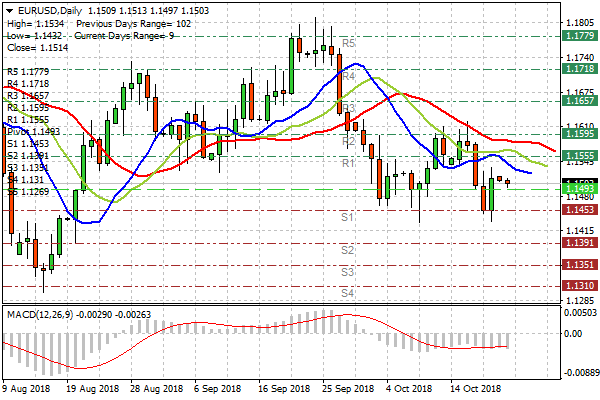 EURUSD,Daily 1.1509 1.1513 1.1497 1.1503
High= 1.1534 Previous Days Range= 102
Low= 1.1432 Current Days Range= 9
Close= 1.1514
R5 1.1779
R4 1.1718
R3 1.1657
R2 1.1595
R1 1.1555
Pivot 1.1493
S1 1.1453
S2 1.1391
S3 1.1351
S4 1.131
S5 1.1269
R5
R4
R3
R2
R1
S1
S2
S3
S4
1.1805
1.1779
1.1740
1.1718
1.1675
1.1657
1.1610
1.1595
1.1555
1.1545
1.1503
1.1493
1.1480
1.1453
1.1415
1.1391
1.1351
1.1310
1.1285
MACD(12,26,9) -0.00290 -0.00263
0.00503
0.00
-0.00889
9 Aug 2018 19 Aug 2018 28 Aug 2018 6 Sep 2018 16 Sep 2018 25 Sep 2018 4 Oct 2018 14 Oct 2018